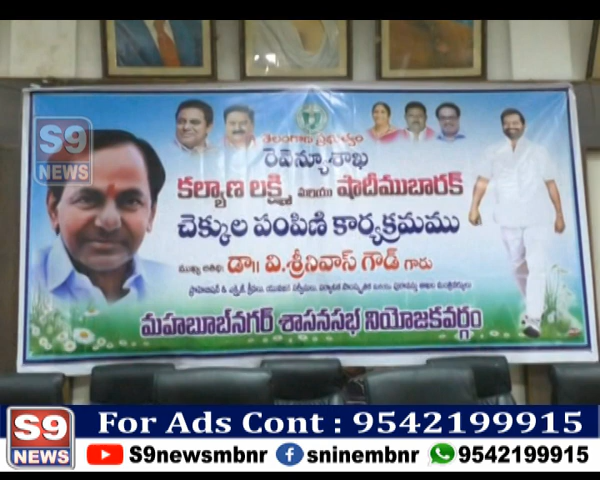 S9
NEWS
తెలంగాణ ప్రభుత్వం
రెవెన్యూశాఖ
కల్యాణ లక్ష్మి మరియు షాదీముబారక్
చెక్కుల పంపిణి కార్యక్రమము
ముఖ్య అతిథి: డా॥ వి.శ్రీనివాస్ గౌడ్ గారు
మహబూబ్‌నగర్ శాసనసభ నియోజకవర్గం
S9
NEWS
For Ads Cont : 9542199915
S9newsmbnr sninembnr 9542199915